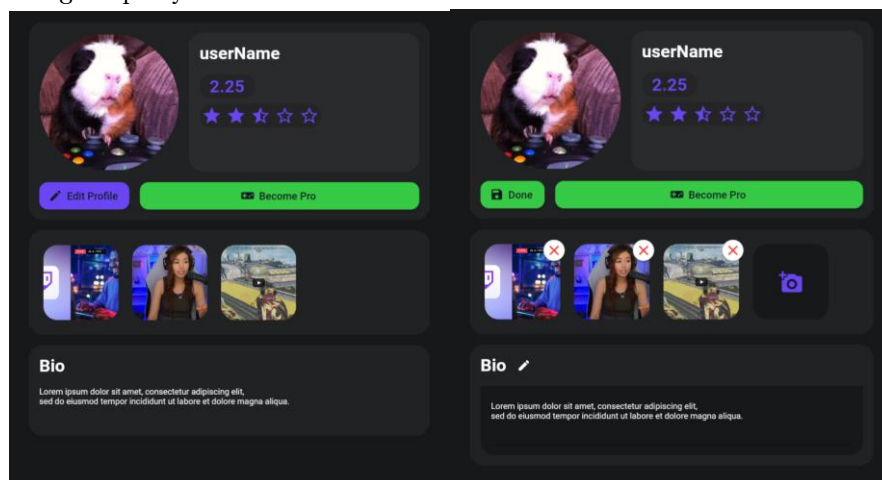 userName
2.25
Edit Profile
Become Pro
Bio
Lorem ipsum dolor sit amet, consectetur adipiscing elit,
sed do eiusmod tempor incididunt ut labore et dolore magna aliqua.
userName
2.25
Done
Become Pro
Bio
Lorem ipsum dolor sit amet, consectetur adipiscing elit,
sed do eiusmod tempor incididunt ut labore et dolore magna aliqua.